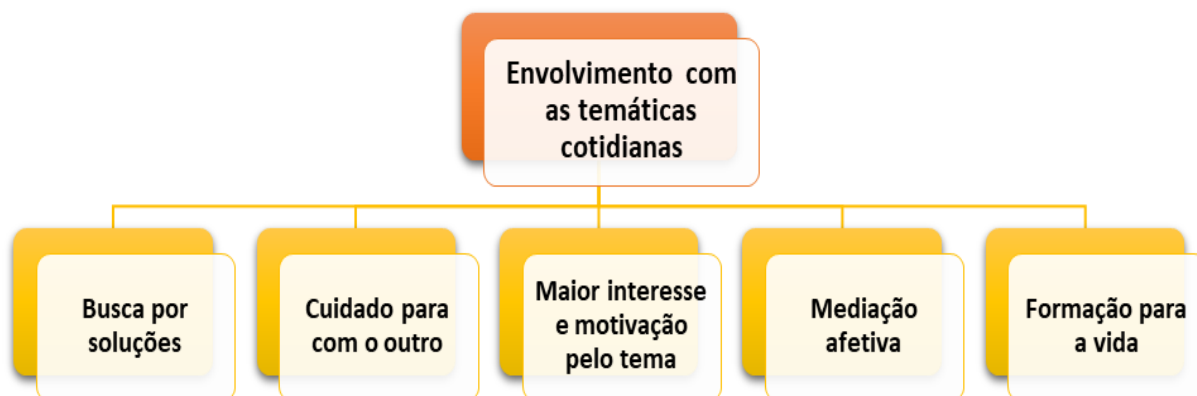 Envolvimento com
as temáticas
cotidianas
Busca por
soluções
Cuidado para
com o outro
Maior interesse
e motivação
pelo tema
Mediação
afetiva
Formação para
a vida